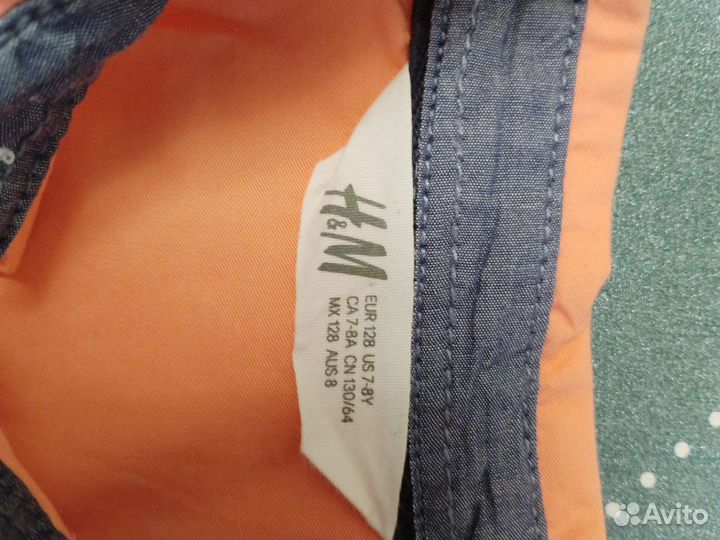 H&M
EUR 128 US 7-8Y
CA 7-8A CN 130/64
MX 128 AUS 8
Avito